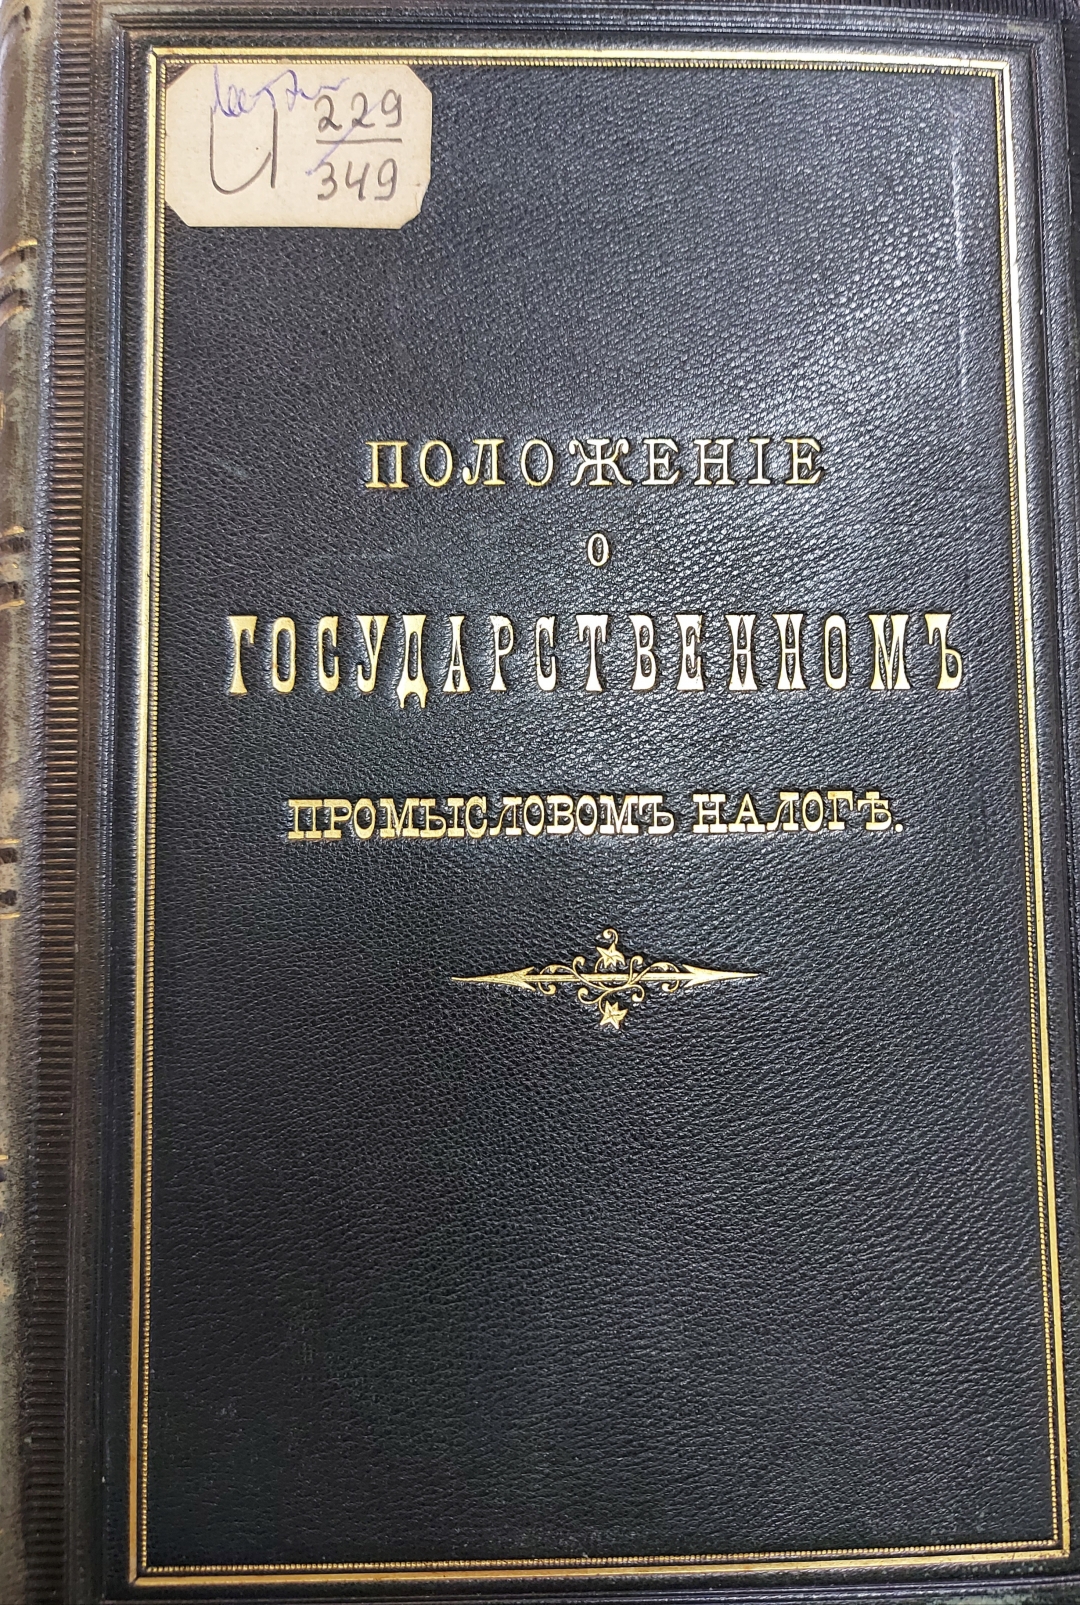 И 229
349
ПОЛОЖЕНІЕ
О
ГОСУДАРСТВЕННОМЪ
ПРОМЫСЛОВОМЪ НАЛОГѢ.